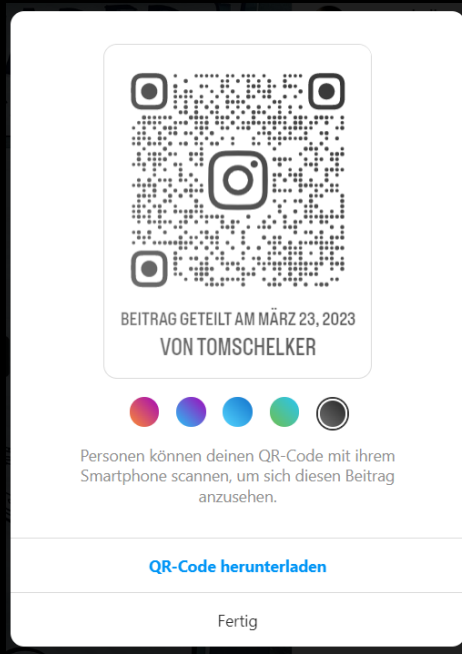 BEITRAG GETEILT AM MÄRZ 23, 2023
VON TOMSCHELKER
Personen können deinen QR-Code mit ihrem
Smartphone scannen, um sich diesen Beitrag
anzusehen.
QR-Code herunterladen
Fertig